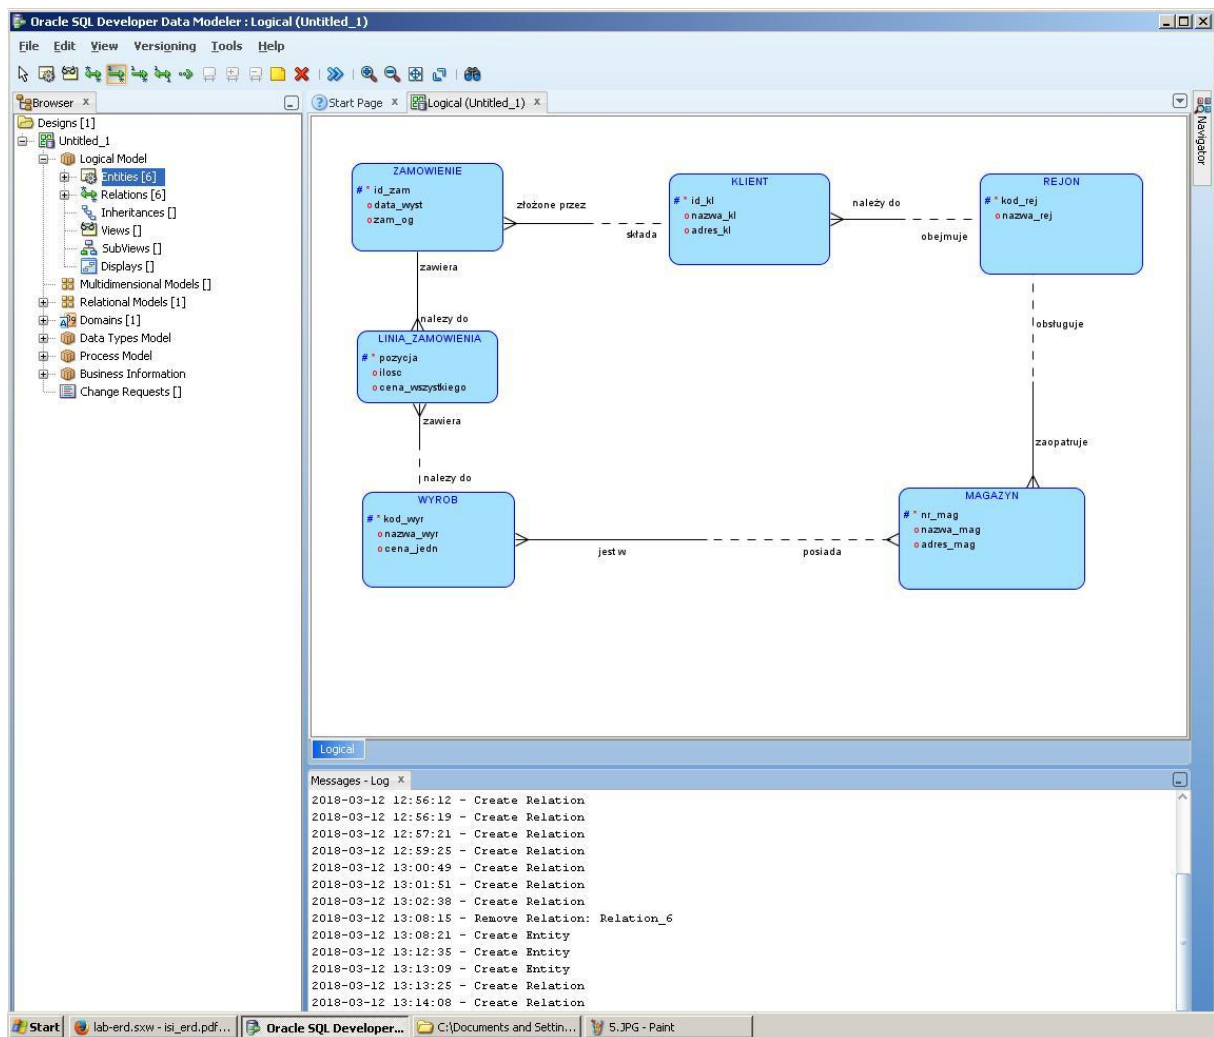 Oracle SQL Developer Data Modeler : Logical (Untitled_1)
File Edit View Versioning Tools Help
Browser x
Start Page x
Logical (Untitled_1) x
Navigator
Designs [1]
Untitled_1
Logical Model
Entities [6]
Relations [6]
Inheritances []
Views []
SubViews []
Displays []
Multidimensional Models []
Relational Models [1]
Domains [1]
Data Types Model
Process Model
Business Information
Change Requests []
ZAMOWIENIE
# * id_zam
o data_wyst
o zam_og
złożone przez
składa
KLIENT
# * id_kl
o nazwa_kl
o adres_kl
należy do
obejmuje
REJON
# * kod_rej
o nazwa_rej
zawiera
nalezy do
obsługuje
zaopatruje
LINIA_ZAMOWIENIA
# * pozycja
o ilosc
o cena_wszystkiego
zawiera
nalezy do
WYROB
# * kod_wyr
o nazwa_wyr
o cena_jedn
jest w
posiada
MAGAZYN
# * nr_mag
o nazwa_mag
o adres_mag
Logical
Messages - Log x
2018-03-12 12:56:12 - Create Relation
2018-03-12 12:56:19 - Create Relation
2018-03-12 12:57:21 - Create Relation
2018-03-12 12:59:25 - Create Relation
2018-03-12 13:00:49 - Create Relation
2018-03-12 13:01:51 - Create Relation
2018-03-12 13:02:38 - Create Relation
2018-03-12 13:08:15 - Remove Relation: Relation_6
2018-03-12 13:08:21 - Create Entity
2018-03-12 13:12:35 - Create Entity
2018-03-12 13:13:09 - Create Entity
2018-03-12 13:13:25 - Create Relation
2018-03-12 13:14:08 - Create Relation
Start
lab-erd.sxw - isi_erd.pdf...
Oracle SQL Developer...
C:\Documents and Settin...
5.JPG - Paint